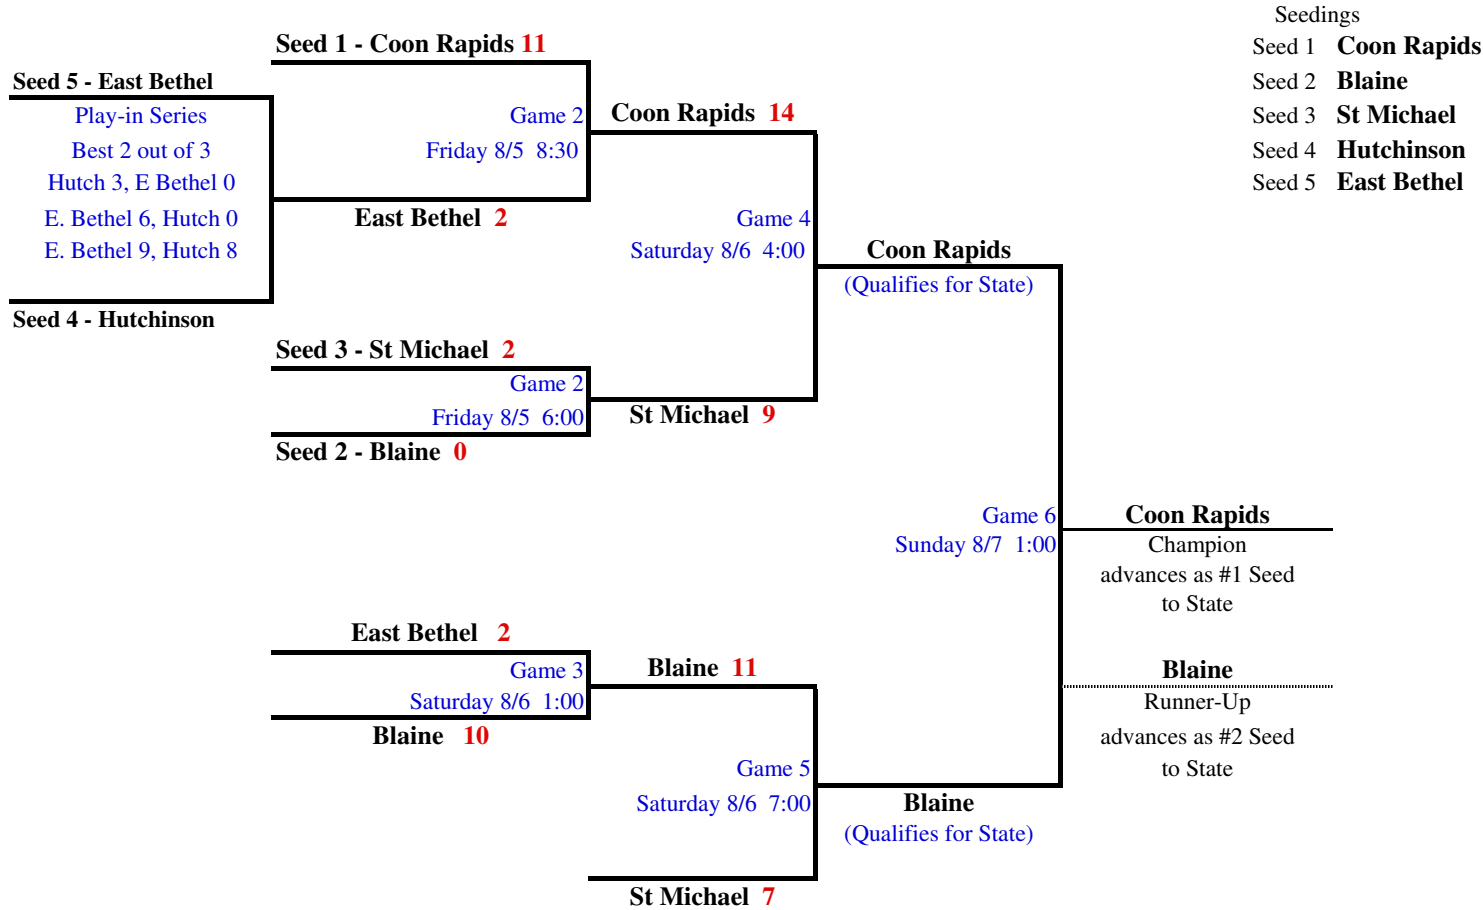 Seedings
Seed 1 Coon Rapids
Seed 2 Blaine
Seed 3 St Michael
Seed 4 Hutchinson
Seed 5 East Bethel
Seed 1 - Coon Rapids 11
Seed 5 - East Bethel
Play-in Series
Best 2 out of 3
Hutch 3, E Bethel 0
E. Bethel 6, Hutch 0
E. Bethel 9, Hutch 8
Seed 4 - Hutchinson
Game 2
Friday 8/5 8:30
East Bethel 2
Coon Rapids 14
Game 4
Saturday 8/6 4:00
Seed 3 - St Michael 2
Game 2
Friday 8/5 6:00
Seed 2 - Blaine 0
St Michael 9
Coon Rapids
(Qualifies for State)
Game 6
Sunday 8/7 1:00
Coon Rapids
Champion
advances as #1 Seed
to State
East Bethel 2
Game 3
Saturday 8/6 1:00
Blaine 10
Blaine 11
Game 5
Saturday 8/6 7:00
St Michael 7
Blaine
(Qualifies for State)
Blaine
Runner-Up
advances as #2 Seed
to State